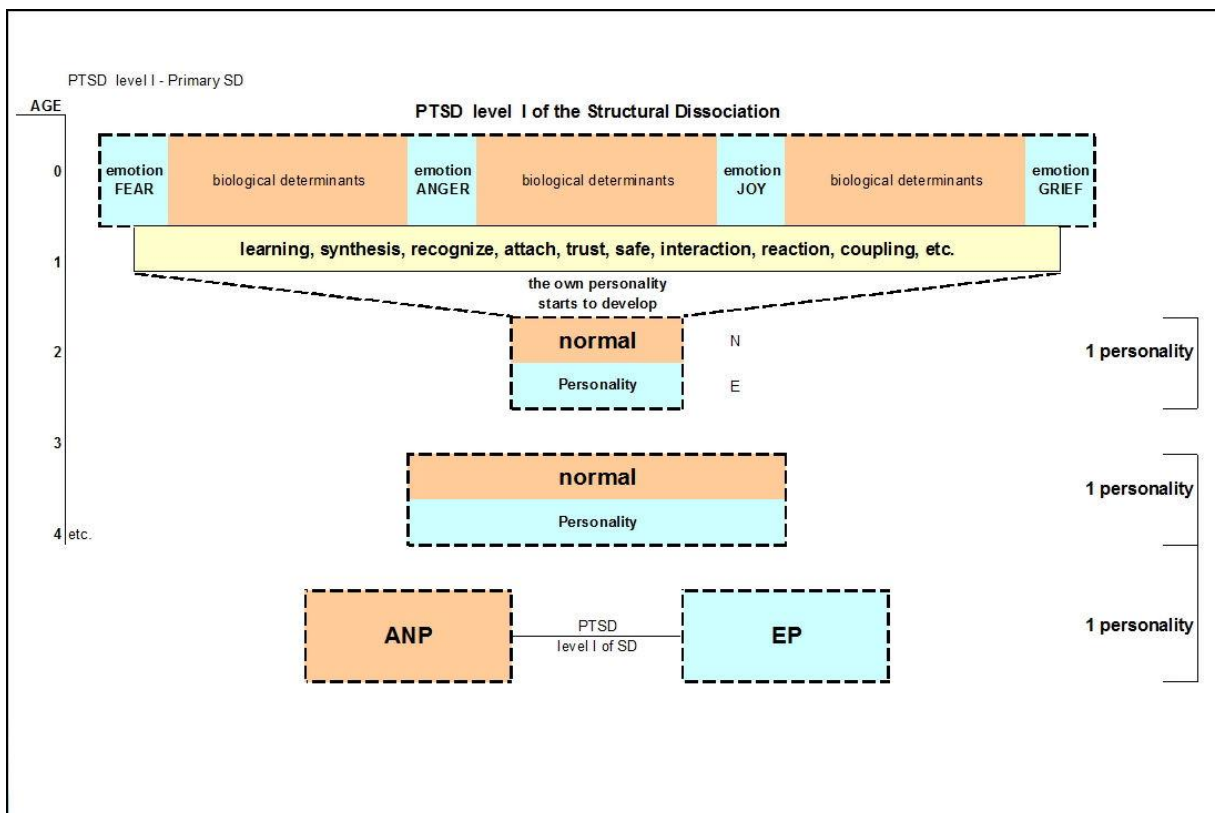 PTSD level I - Primary SD
AGE
PTSD level I of the Structural Dissociation
0
emotion
FEAR
biological determinants
emotion
ANGER
biological determinants
emotion
JOY
biological determinants
emotion
GRIEF
learning, synthesis, recognize, attach, trust, safe, interaction, reaction, coupling, etc.
1
the own personality
starts to develop
normal
N
2
1 personality
Personality
E
3
normal
1 personality
Personality
4 etc.
ANP
PTSD
level I of SD
EP
1 personality